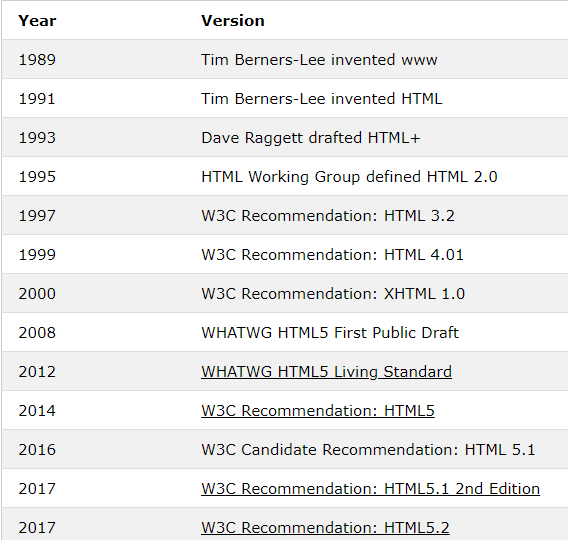 Year Version
1989 Tim Berners-Lee invented www
1991 Tim Berners-Lee invented HTML
1993 Dave Raggett drafted HTML+
1995 HTML Working Group defined HTML 2.0
1997 W3C Recommendation: HTML 3.2
1999 W3C Recommendation: HTML 4.01
2000 W3C Recommendation: XHTML 1.0
2008 WHATWG HTML5 First Public Draft
2012 WHATWG HTML5 Living Standard
2014 W3C Recommendation: HTML5
2016 W3C Candidate Recommendation: HTML 5.1
2017 W3C Recommendation: HTML5.1 2nd Edition
2017 W3C Recommendation: HTML5.2